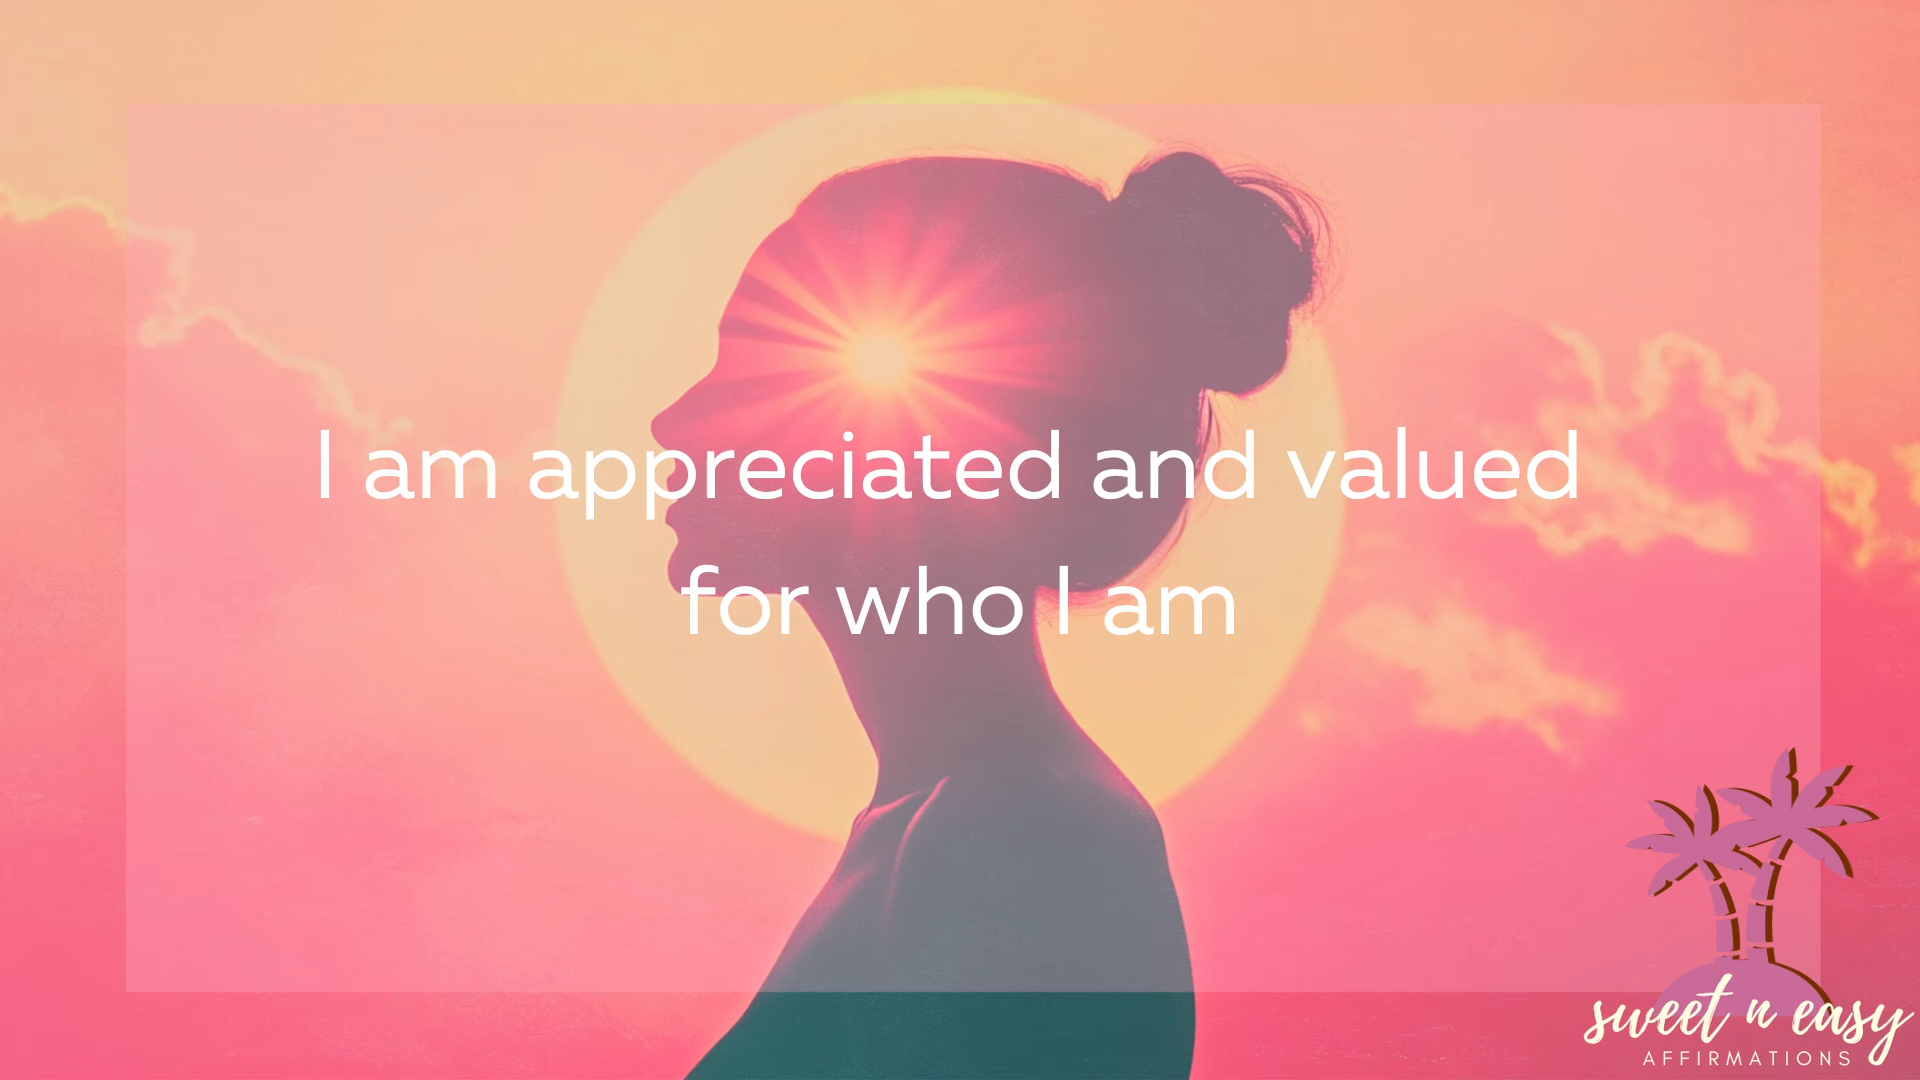 I am appreciated and valued
for who I am
sweet n easy
AFFIRMATIONS